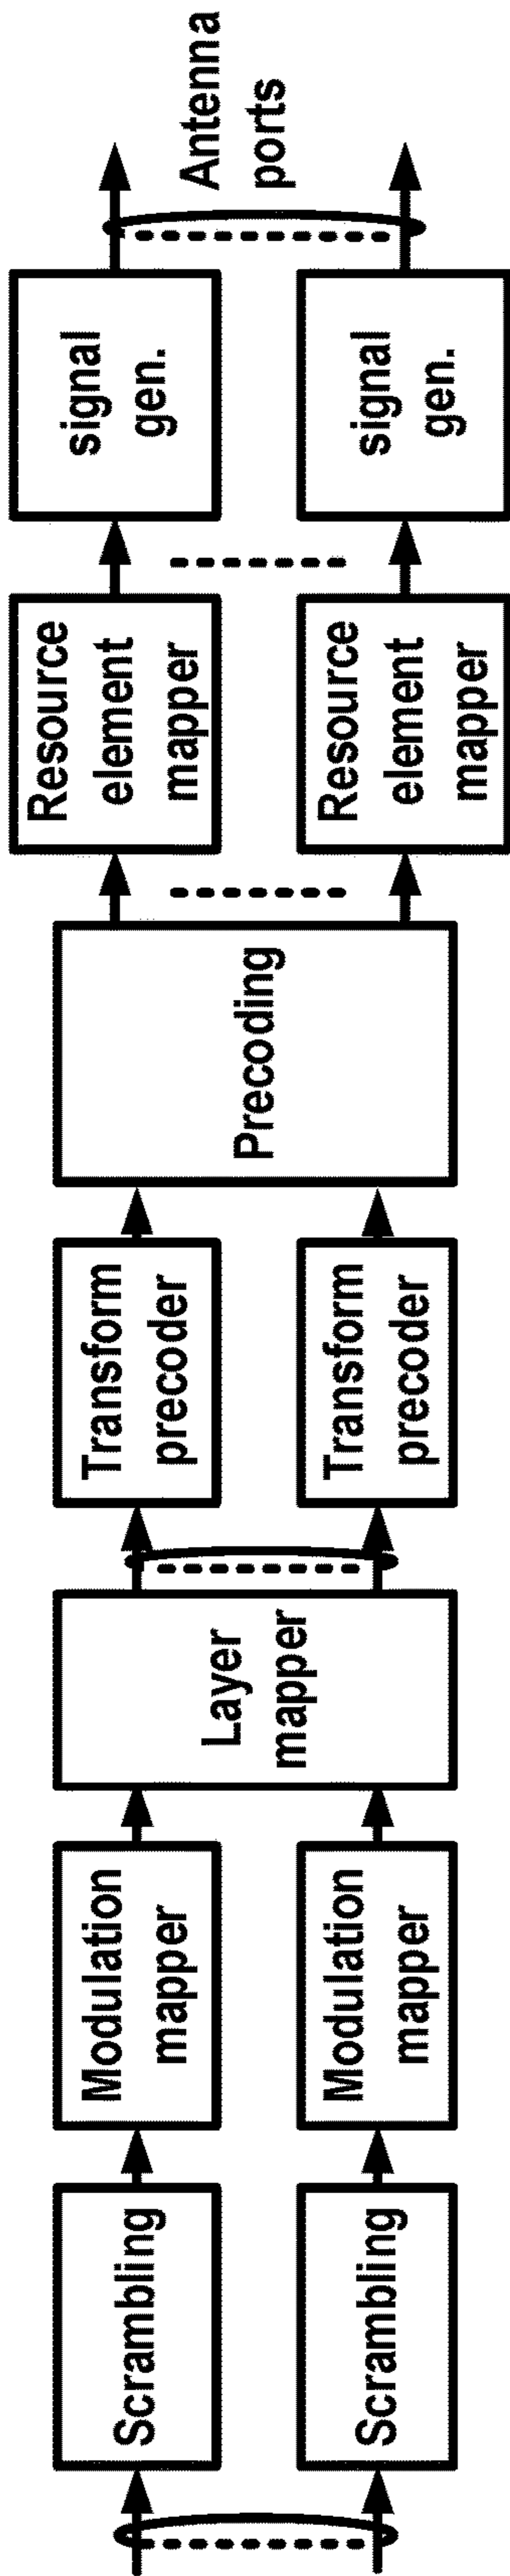 Scrambling
Scrambling
Modulation
mapper
Modulation
mapper
Layer
mapper
Transform
precoder
Transform
precoder
Precoding
Resource
element
mapper
Resource
element
mapper
signal
gen.
signal
gen.
Antenna
ports